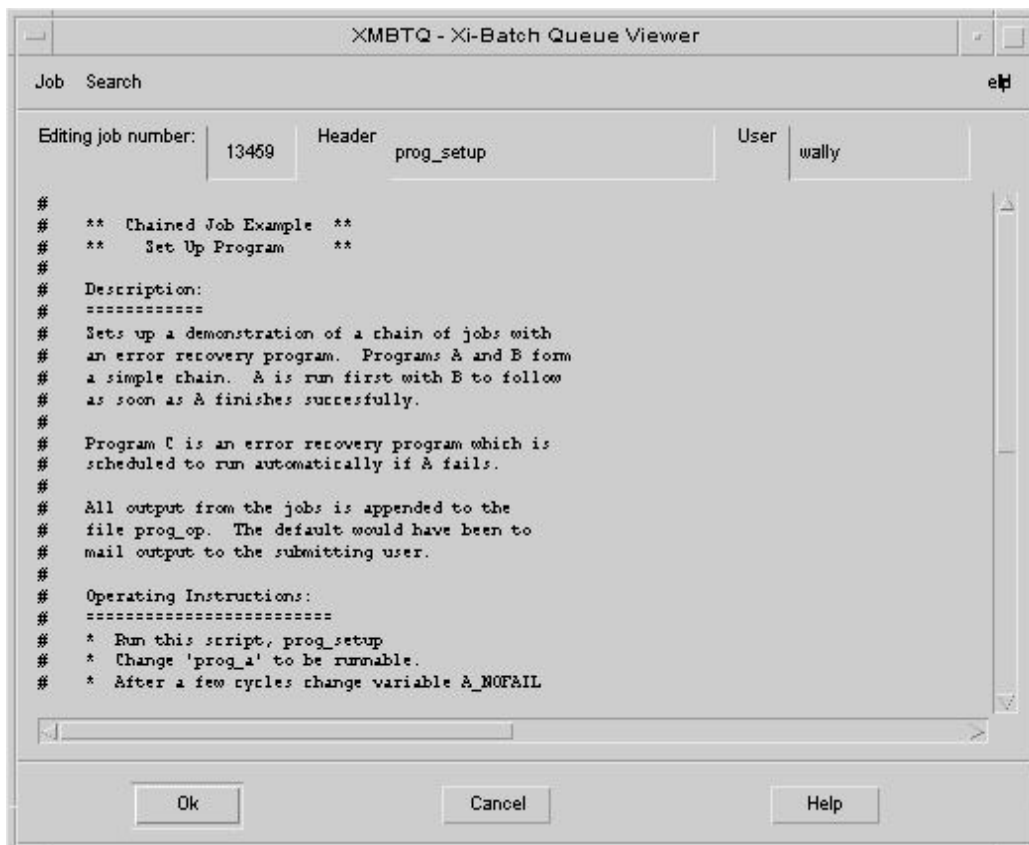 XMBTQ - Xi-Batch Queue Viewer
Job Search
Editing job number: 13459 Header prog_setup User wally
#
# ** Chained Job Example **
# ** Set Up Program **
#
# Description:
# ============
# Sets up a demonstration of a chain of jobs with
# an error recovery program. Programs A and B form
# a simple chain. A is run first with B to follow
# as soon as A finishes succesfully.
#
# Program C is an error recovery program which is
# scheduled to run automatically if A fails.
#
# All output from the jobs is appended to the
# file prog_op. The default would have been to
# mail output to the submitting user.
#
# Operating Instructions:
# =========================
# * Run this script, prog_setup
# * Change 'prog_a' to be runnable.
# * After a few cycles change variable A_NOFAIL
Ok Cancel Help